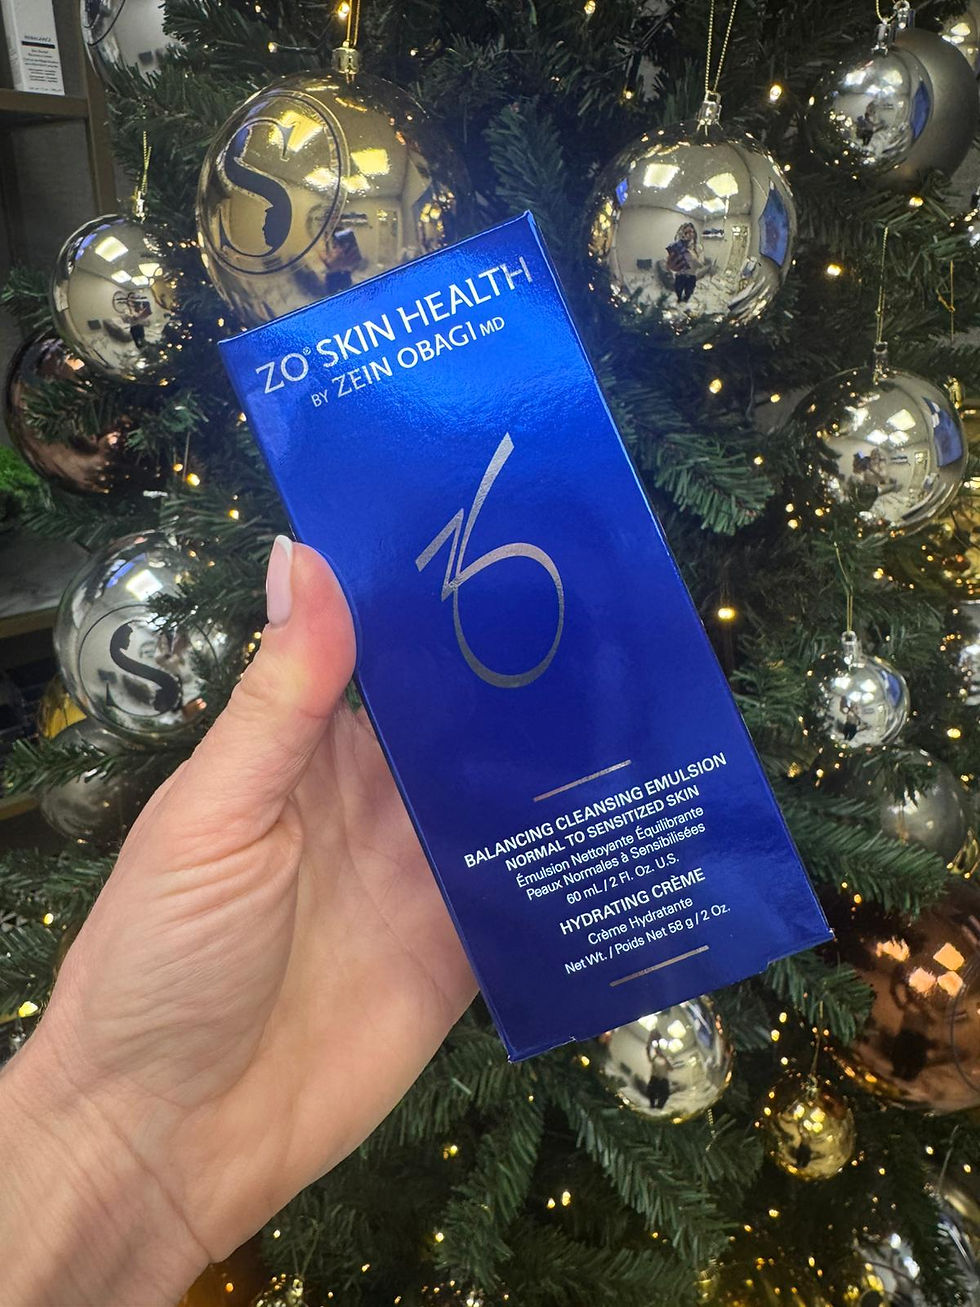 S
ZO® SKIN HEALTH
BY ZEIN OBAGI MD
BALANCING CLEANSING EMULSION
NORMAL TO SENSITIZED SKIN
Émulsion Nettoyante Équilibrante
Peaux Normales à Sensibilisées
60 mL / 2 Fl. Oz. U.S.
HYDRATING CRÈME
Crème Hydratante
Net Wt. / Poids Net 58 g / 2 Oz.
S